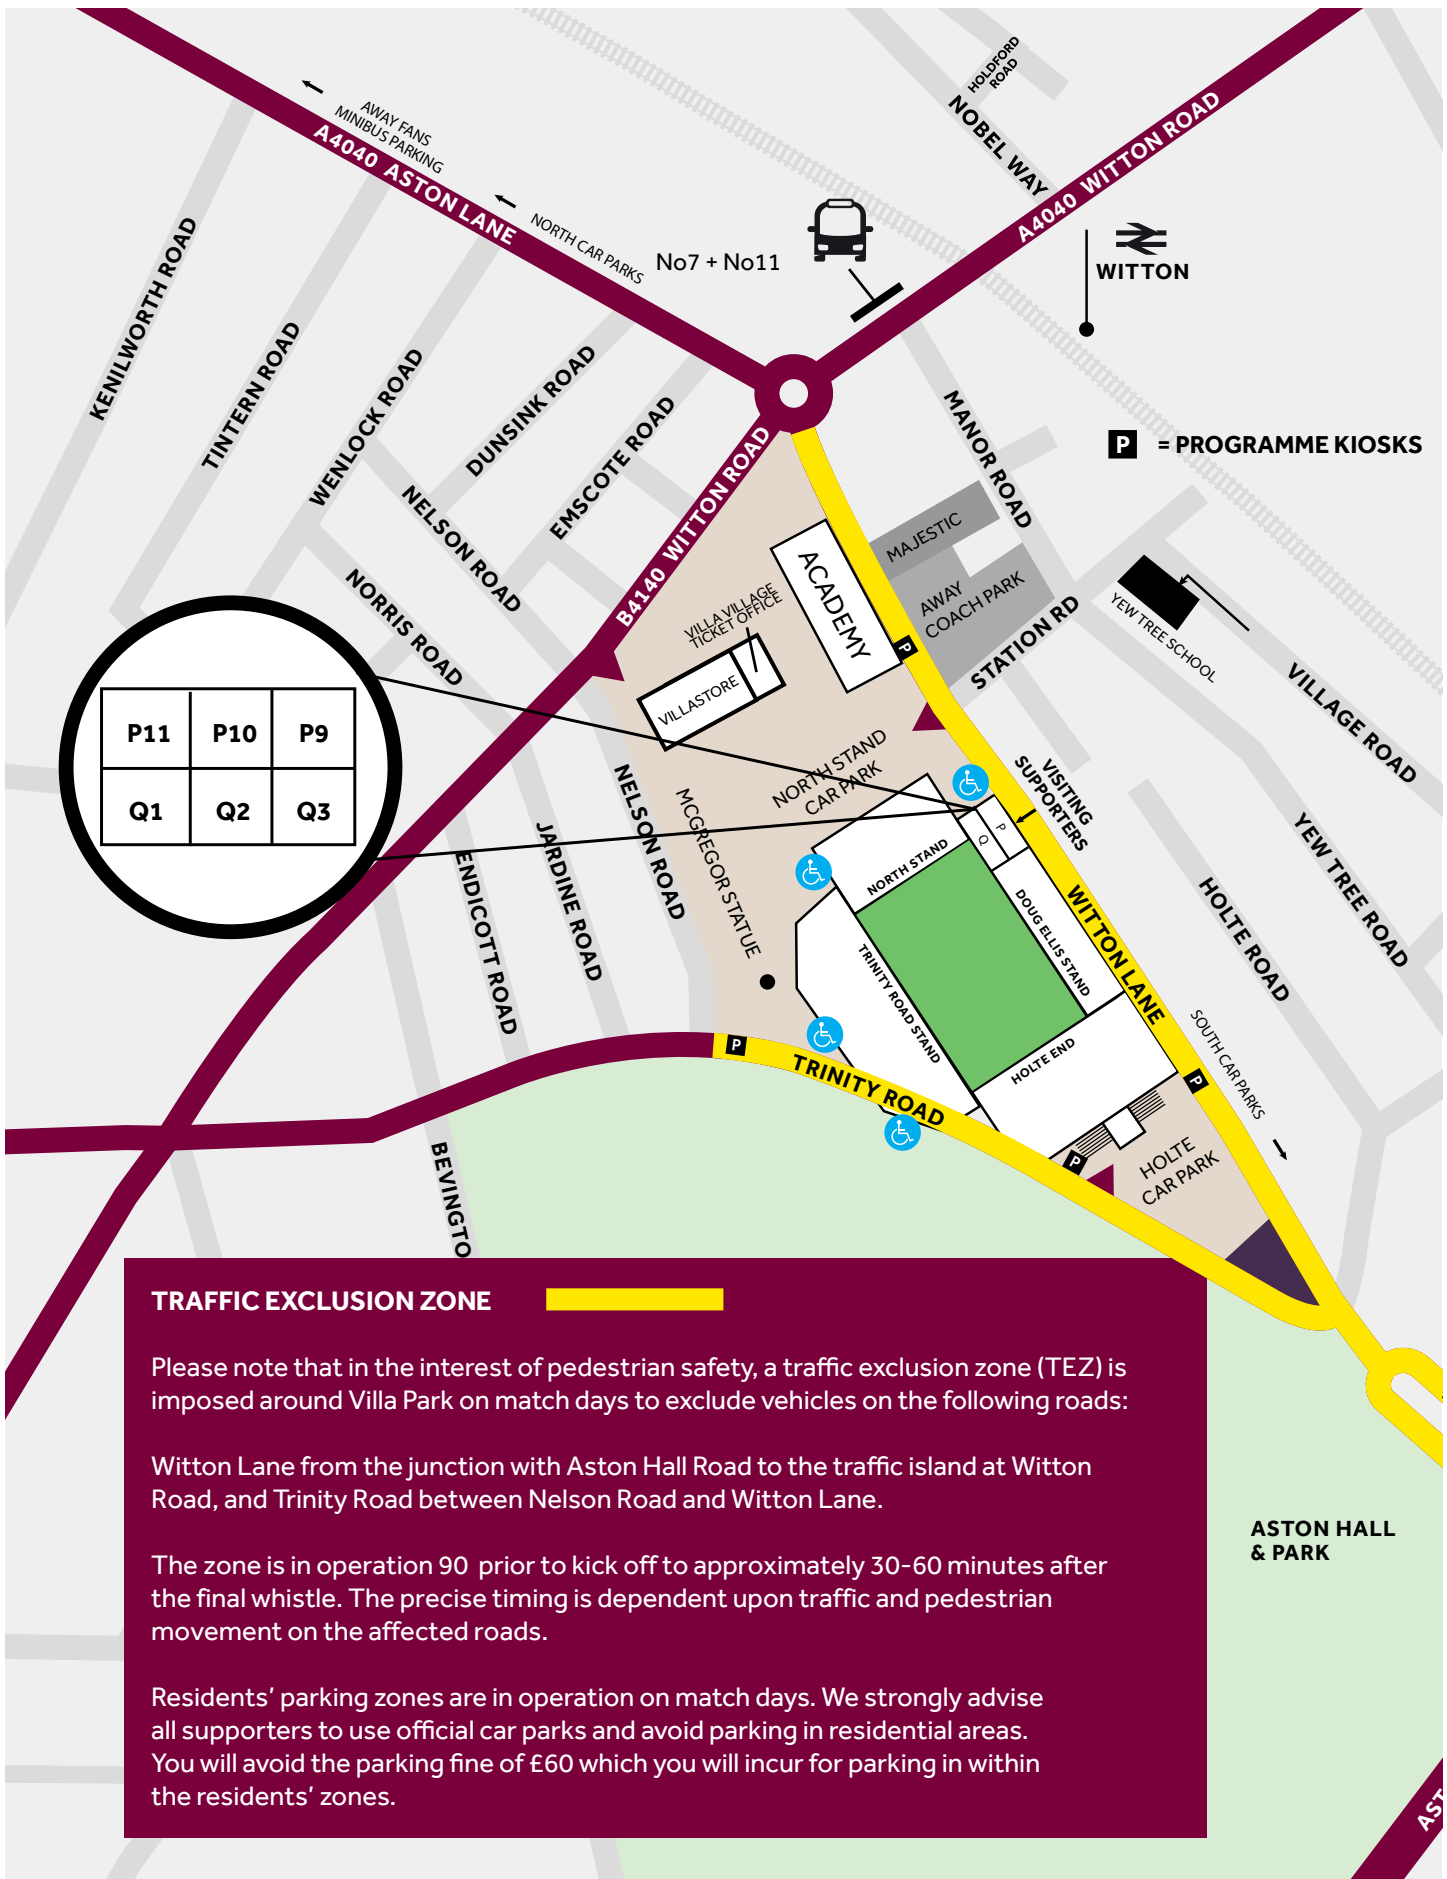 HOLDFORD
ROAD
NOBEL WAY
A4040 WITTON ROAD
AWAY FANS
MINIBUS PARKING
A4040 ASTON LANE
NORTH CAR PARKS
No7 + No11
WITTON
P = PROGRAMME KIOSKS
KENILWORTH ROAD
TINTERN ROAD
WENLOCK ROAD
DUNSINK ROAD
EMSCOTE ROAD
NELSON ROAD
NORRIS ROAD
B4140 WITTON ROAD
MANOR ROAD
MAJESTIC
AWAY
COACH PARK
STATION RD
YEW TREE SCHOOL
VILLAGE ROAD
YEW TREE ROAD
HOLTE ROAD
ACADEMY
P
VILLA VILLAGE
TICKET OFFICE
VILLASTORE
NORTH STAND
CAR PARK
VISITING
SUPPORTERS
P11 P10 P9
Q1 Q2 Q3
NELSON ROAD
MCGREGOR STATUE
JARDINE ROAD
ENDICOTT ROAD
BEVINGTO
NORTH STAND
P
Q
DOUG ELLIS STAND
TRINITY ROAD STAND
HOLTE END
WITTON LANE
SOUTH CAR PARKS
P
TRINITY ROAD
P
P
HOLTE
CAR PARK
ASTON HALL
& PARK
AST
TRAFFIC EXCLUSION ZONE
Please note that in the interest of pedestrian safety, a traffic exclusion zone (TEZ) is
imposed around Villa Park on match days to exclude vehicles on the following roads:
Witton Lane from the junction with Aston Hall Road to the traffic island at Witton
Road, and Trinity Road between Nelson Road and Witton Lane.
The zone is in operation 90  prior to kick off to approximately 30-60 minutes after
the final whistle. The precise timing is dependent upon traffic and pedestrian
movement on the affected roads.
Residents' parking zones are in operation on match days. We strongly advise
all supporters to use official car parks and avoid parking in residential areas.
You will avoid the parking fine of £60 which you will incur for parking in within
the residents' zones.